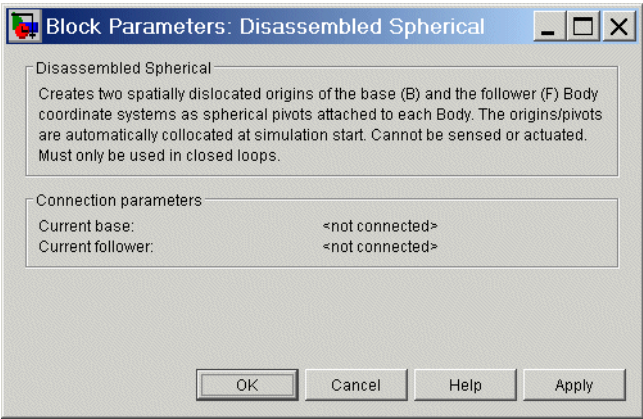 Block Parameters: Disassembled Spherical
Disassembled Spherical
Creates two spatially dislocated origins of the base (B) and the follower (F) Body
coordinate systems as spherical pivots attached to each Body. The origins/pivots
are automatically collocated at simulation start. Cannot be sensed or actuated.
Must only be used in closed loops.
Connection parameters
Current base: <not connected>
Current follower: <not connected>
OK Cancel Help Apply